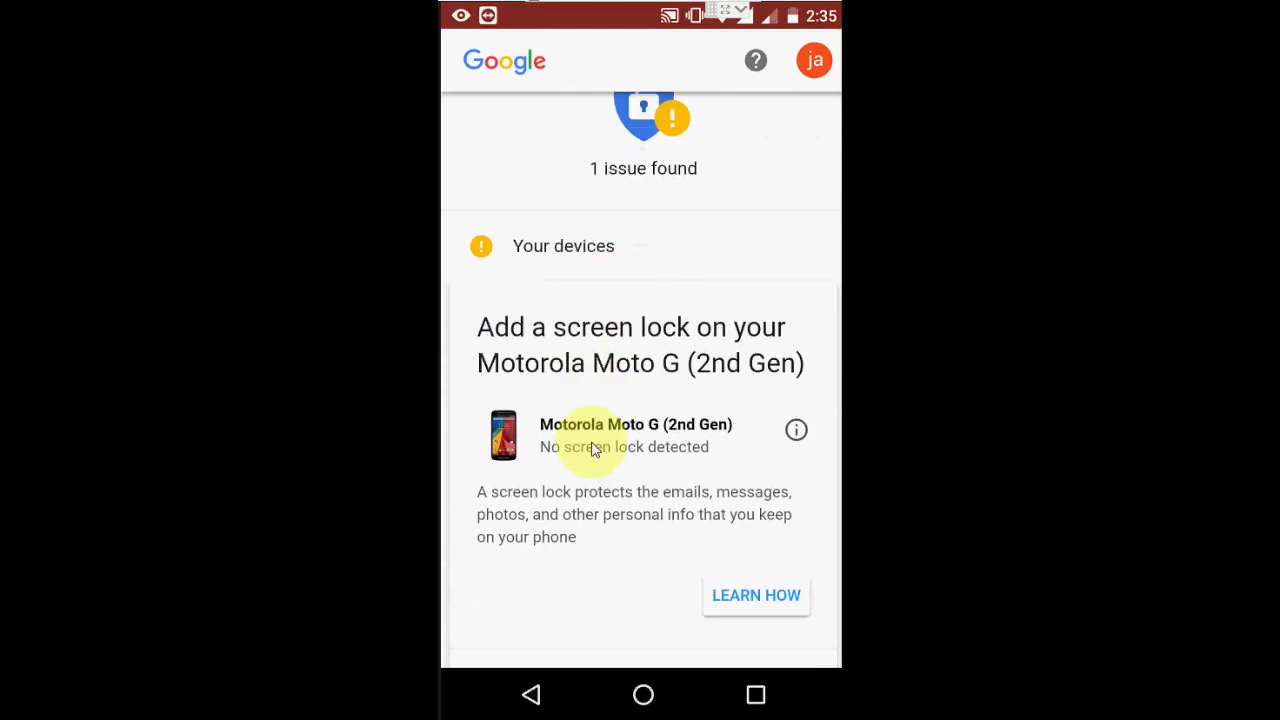 2:35
Google
ja
1 issue found
Your devices
Add a screen lock on your
Motorola Moto G (2nd Gen)
Motorola Moto G (2nd Gen)
No screen lock detected
A screen lock protects the emails, messages,
photos, and other personal info that you keep
on your phone
LEARN HOW